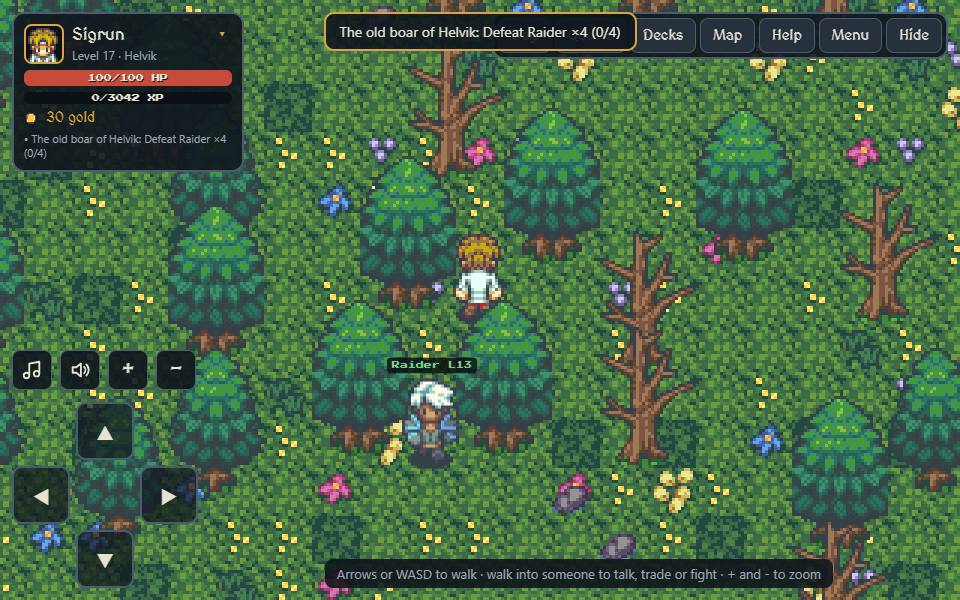 Sigrun
Level 17 · Helvik
100/100 HP
0/3042 XP
30 gold
• The old boar of Helvik: Defeat Raider ×4
(0/4)
The old boar of Helvik: Defeat Raider ×4 (0/4)
Decks
Map
Help
Menu
Hide
Raider L13
Arrows or WASD to walk · walk into someone to talk, trade or fight · + and - to zoom